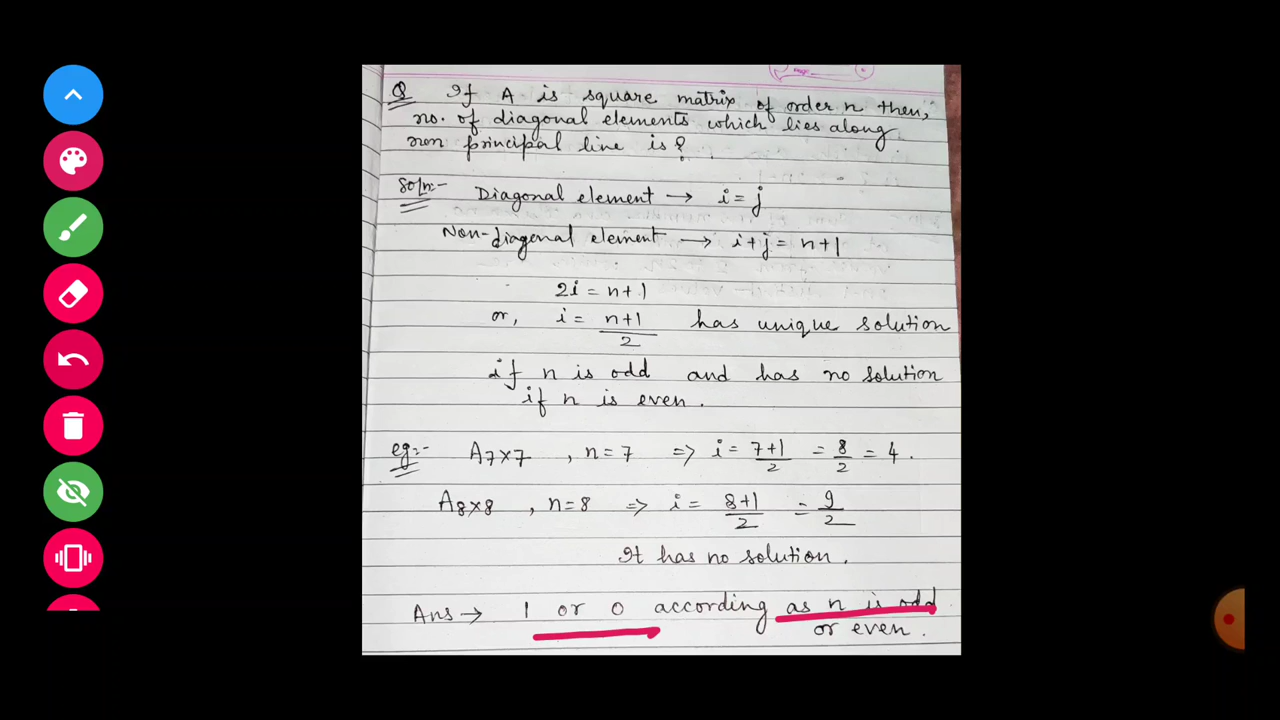 Q If A is square matrix of order n then,
no. of diagonal elements which lies along
non principal line is?
Soln:- Diagonal element → i = j
Non-diagonal element → i + j = n + 1
2i = n + 1
or, i = n+1/2 has unique solution
if n is odd and has no solution
if n is even.
eg:- A7×7 , n = 7 ⇒ i = 7+1/2 = 8/2 = 4 .
A8×8 , n = 8 ⇒ i = 8+1/2 = 9/2
It has no solution .
Ans → 1 or 0 according as n is odd
or even .